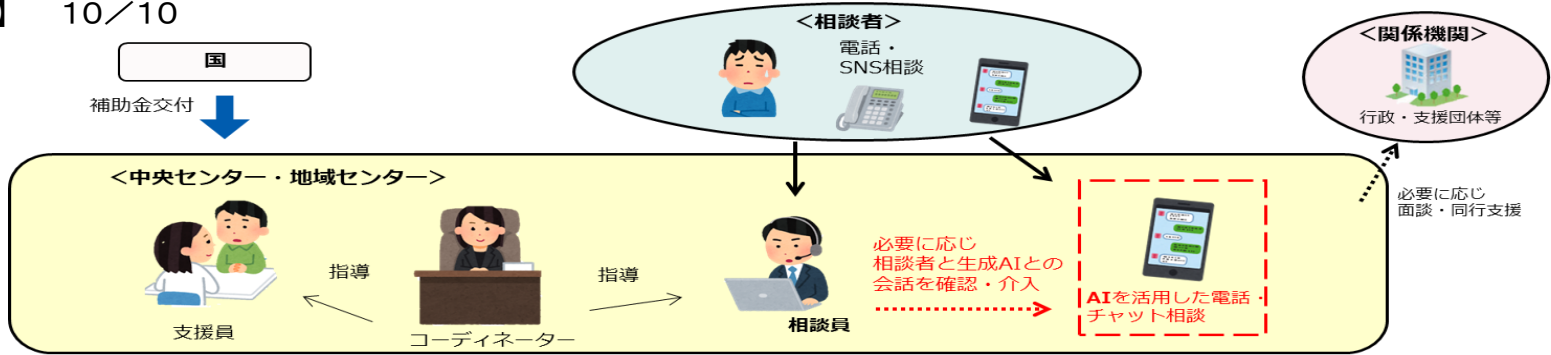 】 10／10
国
補助金交付
＜相談者＞
電話・
SNS相談
＜関係機関＞
行政・支援団体等
＜中央センター・地域センター＞
必要に応じ
面談・同行支援
指導
指導
必要に応じ
相談者と生成AIとの
会話を確認・介入
AIを活用した電話・
チャット相談
支援員
コーディネーター
相談員